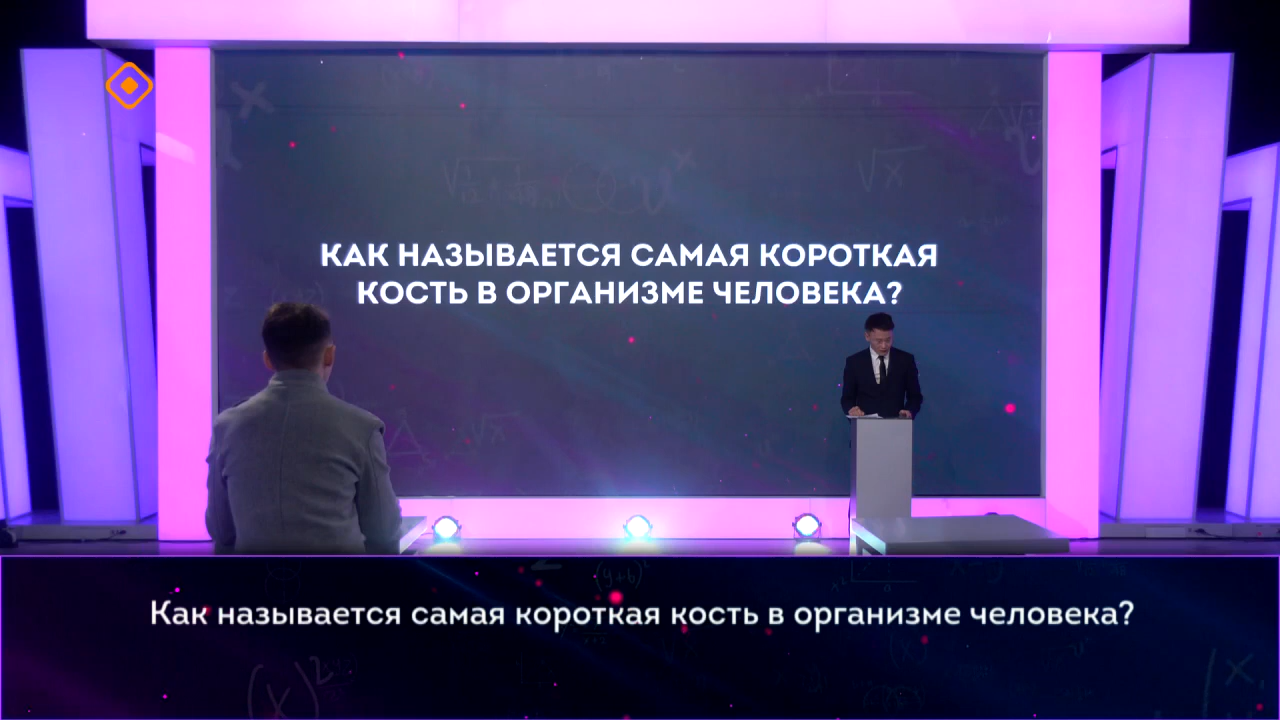 КАК НАЗЫВАЕТСЯ САМАЯ КОРОТКАЯ
КОСТЬ В ОРГАНИЗМЕ ЧЕЛОВЕКА?
Как называется самая короткая кость в организме человека?